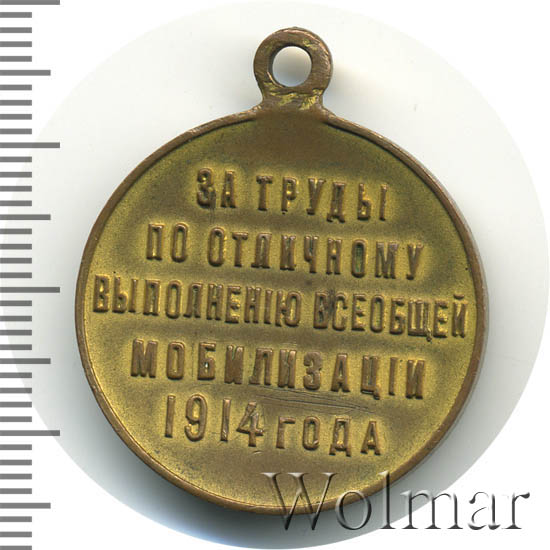 ЗА ТРУДЫ
ПО ОТЛИЧНОМУ
ВЫПОЛНЕНІЮ ВСЕОБЩЕЙ
МОБИЛИЗАЦІИ
1914 ГОДА
Wolmar